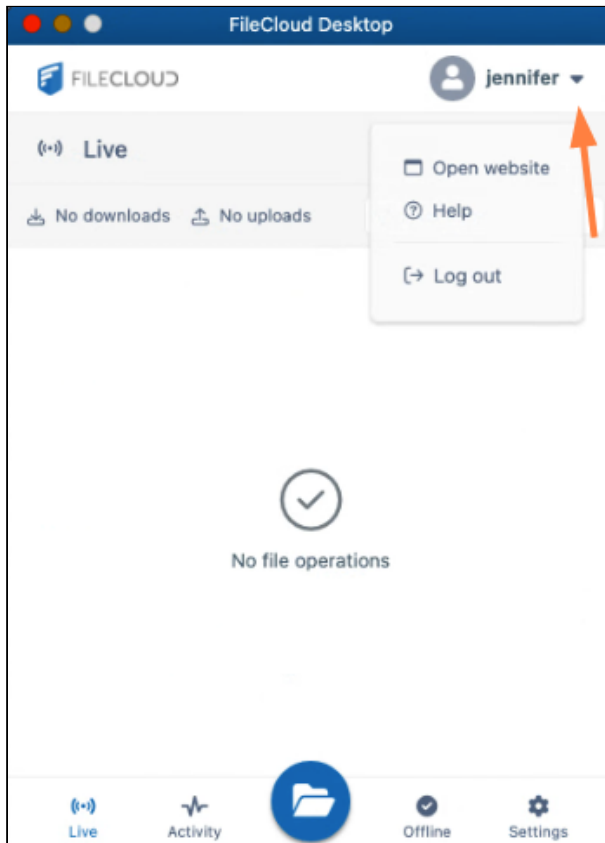 FileCloud Desktop
FILECLOUD
jennifer
Live
Open website
No downloads
No uploads
Help
Log out
No file operations
Live
Activity
Offline
Settings